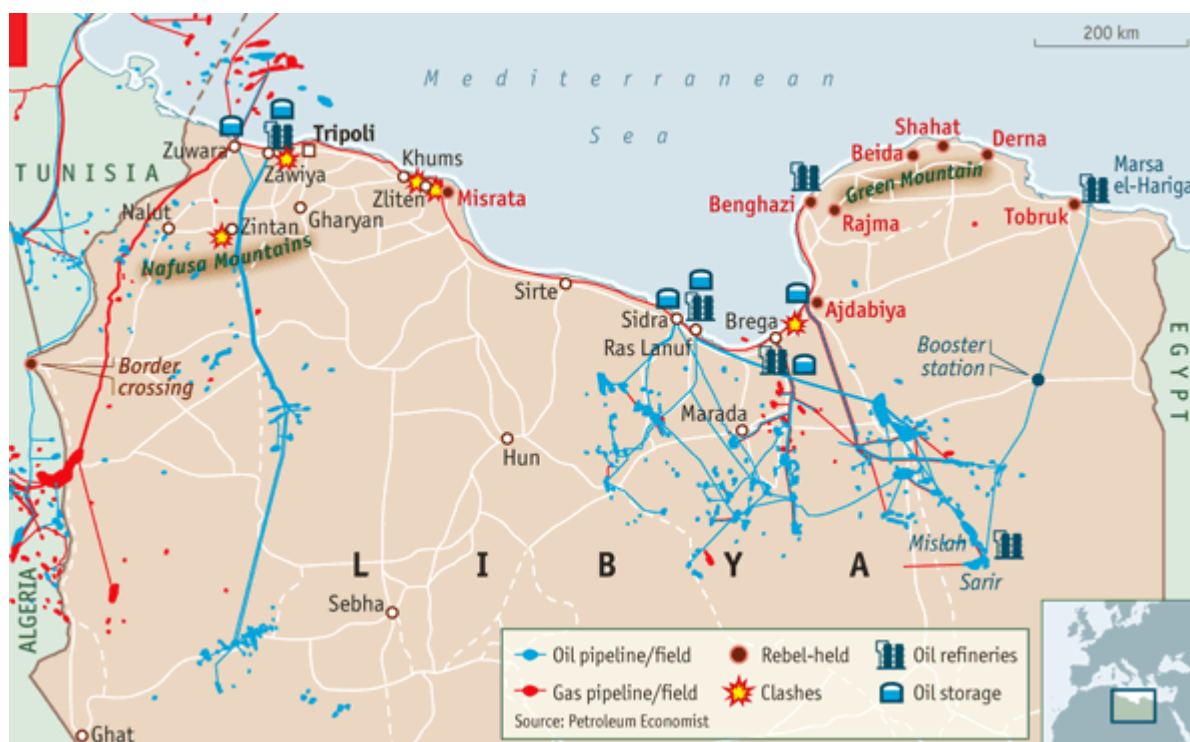 200 km
Mediterranean
Sea
TUNISIA
Zuwara
Zawiya
Tripoli
Khums
Zliten
Misrata
Nalut
Zintan
Gharyan
Nafusa Mountains
Shahat
Beida
Derna
Green Mountain
Marsa
el-Hariga
Benghazi
Rajma
Tobruk
Sirte
Sidra
Ras Lanuf
Brega
Ajdabiya
Border
crossing
Booster
station
EGYPT
Marada
Hun
LIBYA
Mislah
Sarir
ALGERIA
Sebha
Ghat
Oil pipeline/field
Rebel-held
Oil refineries
Gas pipeline/field
Clashes
Oil storage
Source: Petroleum Economist